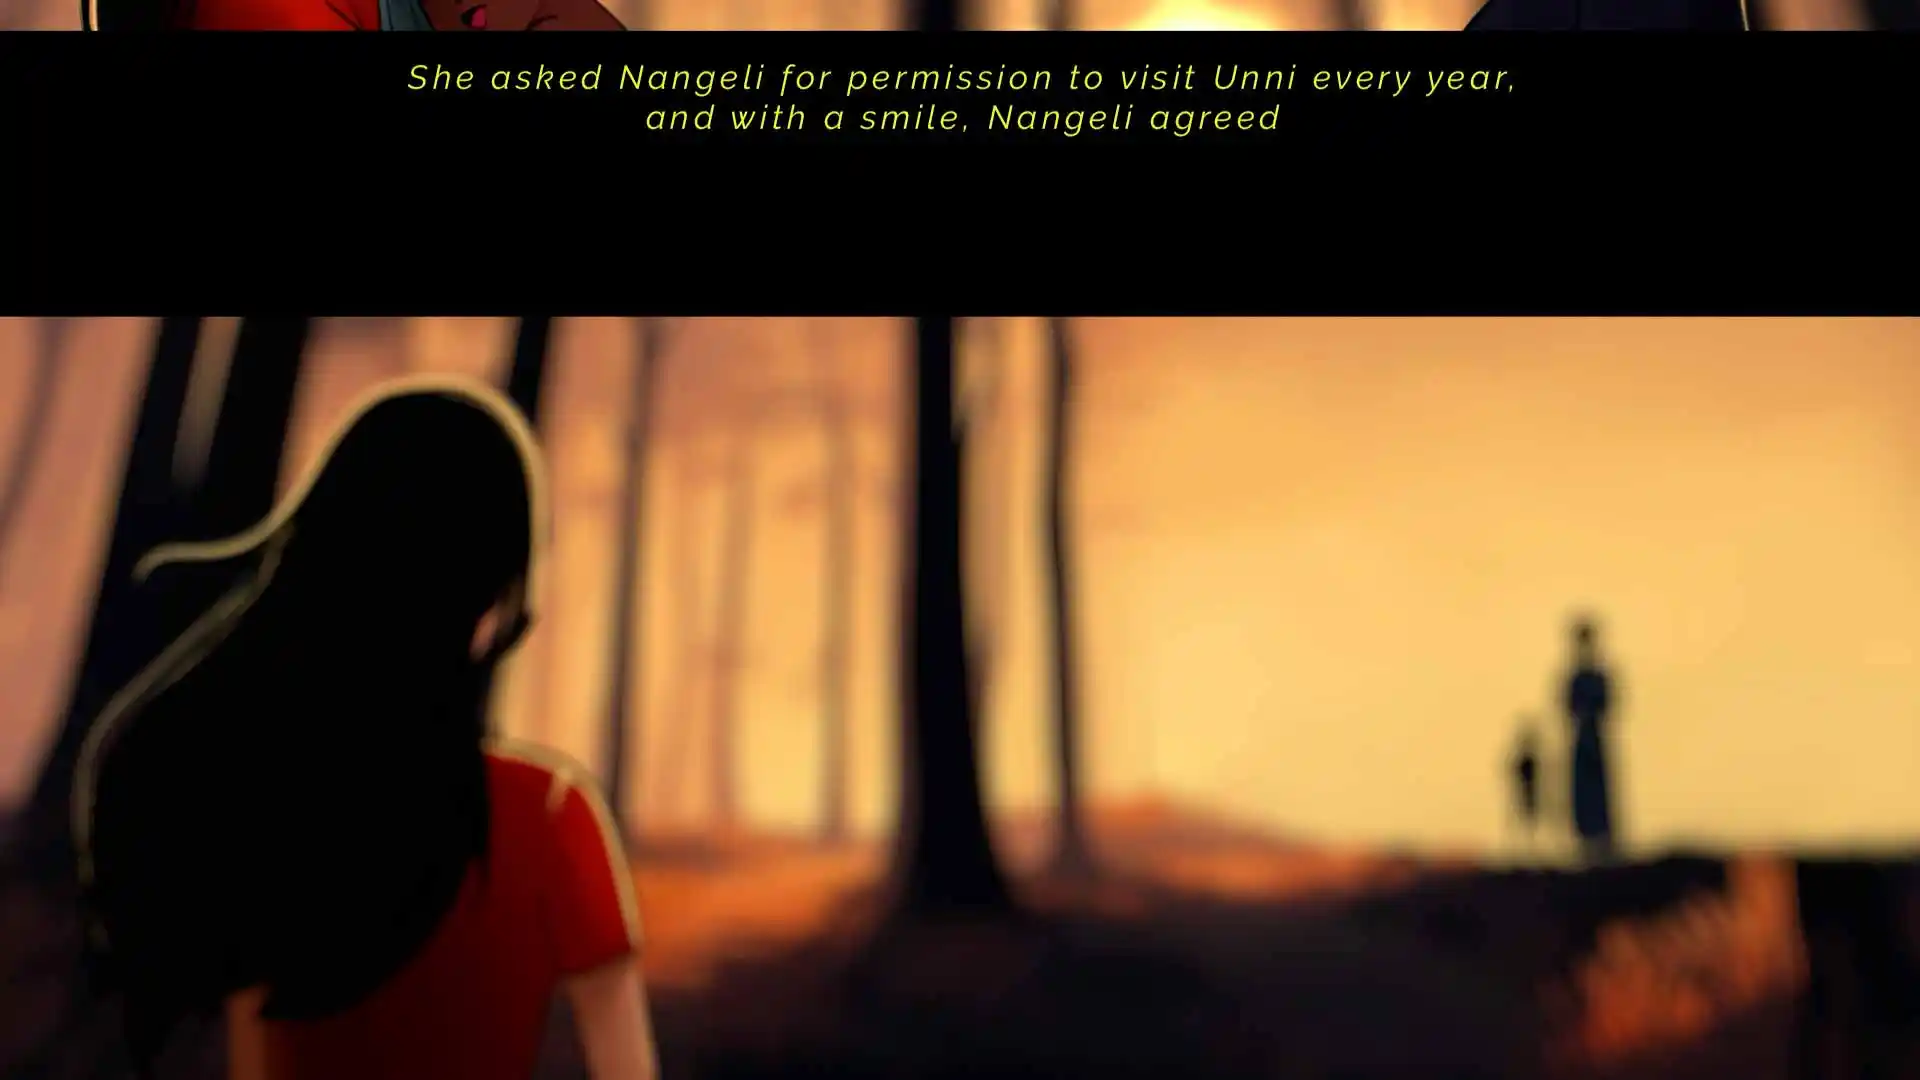 She asked Nangeli for permission to visit Unni every year,
and with a smile, Nangeli agreed